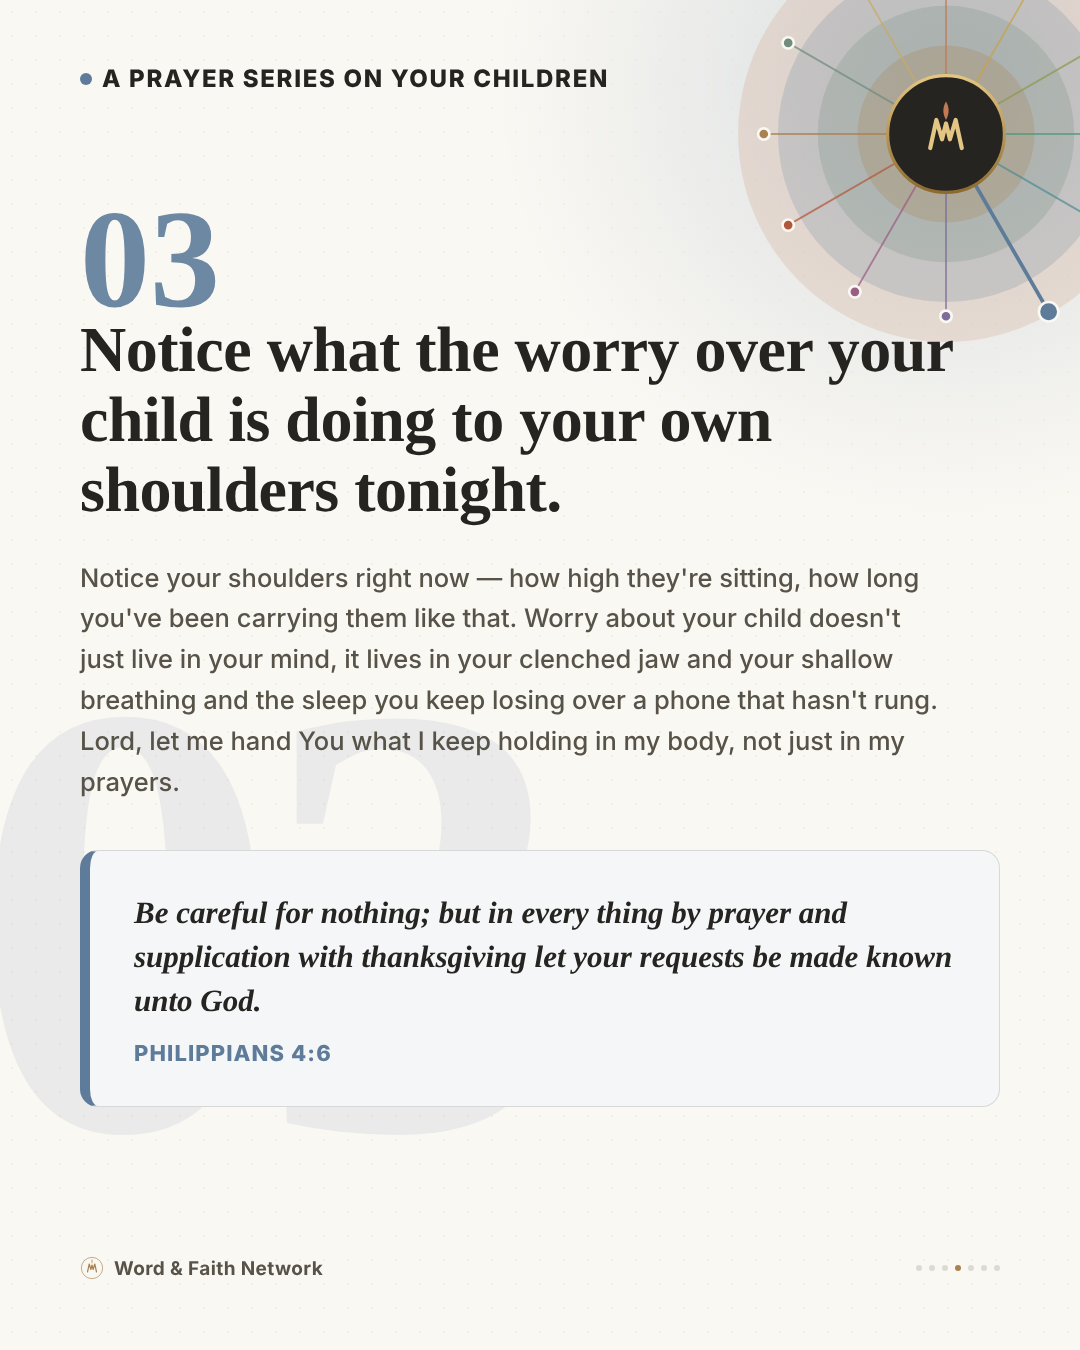 A PRAYER SERIES ON YOUR CHILDREN
03
Notice what the worry over your
child is doing to your own
shoulders tonight.
Notice your shoulders right now — how high they're sitting, how long
you've been carrying them like that. Worry about your child doesn't
just live in your mind, it lives in your clenched jaw and your shallow
breathing and the sleep you keep losing over a phone that hasn't rung.
Lord, let me hand You what I keep holding in my body, not just in my
prayers.
03
Be careful for nothing; but in every thing by prayer and
supplication with thanksgiving let your requests be made known
unto God.
PHILIPPIANS 4:6
Word & Faith Network